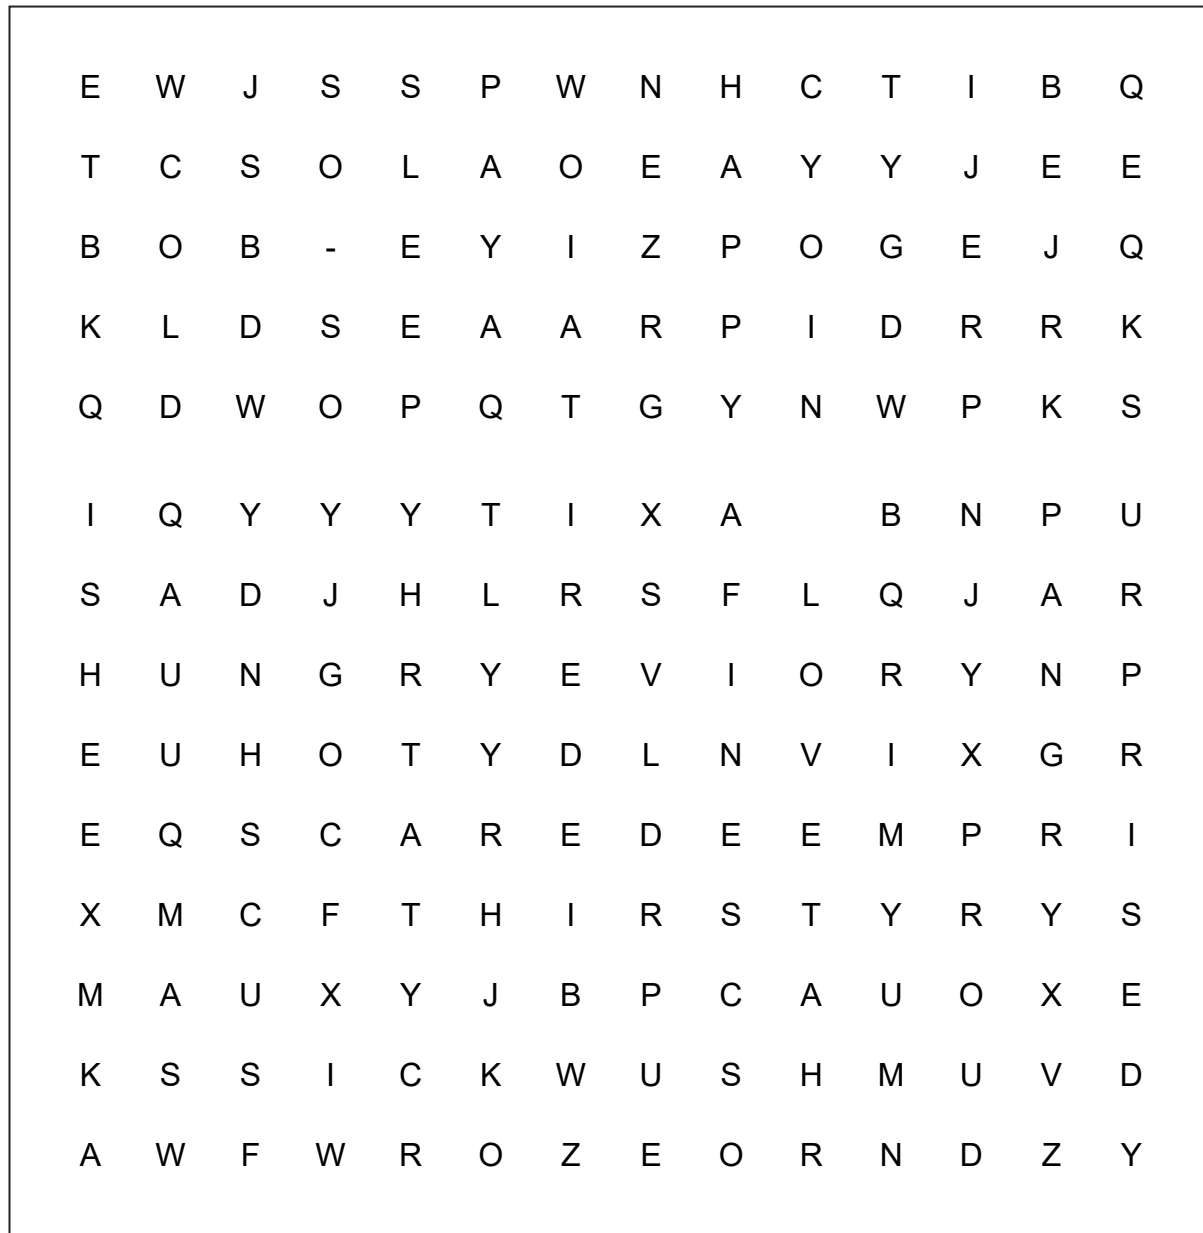 E W J S S P W N H C T I B Q
T C S O L A O E A Y Y J E E
B O B - E Y I Z P O G E J Q
K L D S E A A R P I D R R K
Q D W O P Q T G Y N W P K S
I Q Y Y Y T I X A B N P U
S A D J H L R S F L Q J A R
H U N G R Y E V I O R Y N P
E U H O T Y D L N V I X G R
E Q S C A R E D E E M P R I
X M C F T H I R S T Y R Y S
M A U X Y J B P C A U O X E
K S S I C K W U S H M U V D
A W F W R O Z E O R N D Z Y